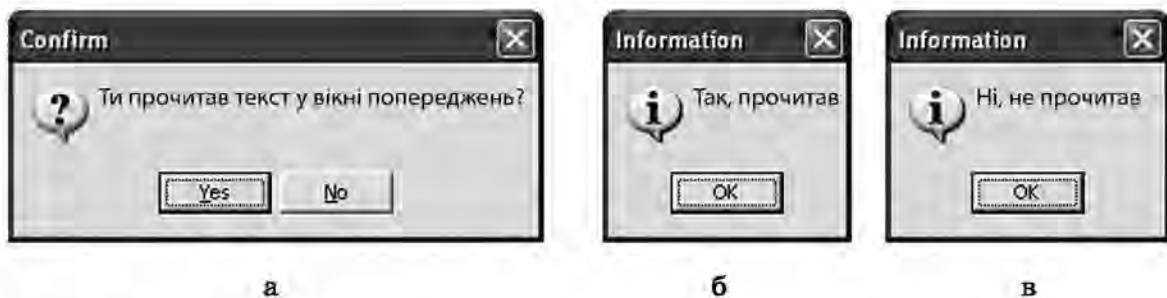 Confirm
Ти прочитав текст у вікні попереджень?
Yes
No
Information
Так, прочитав
OK
Information
Ні, не прочитав
OK
а
б
в